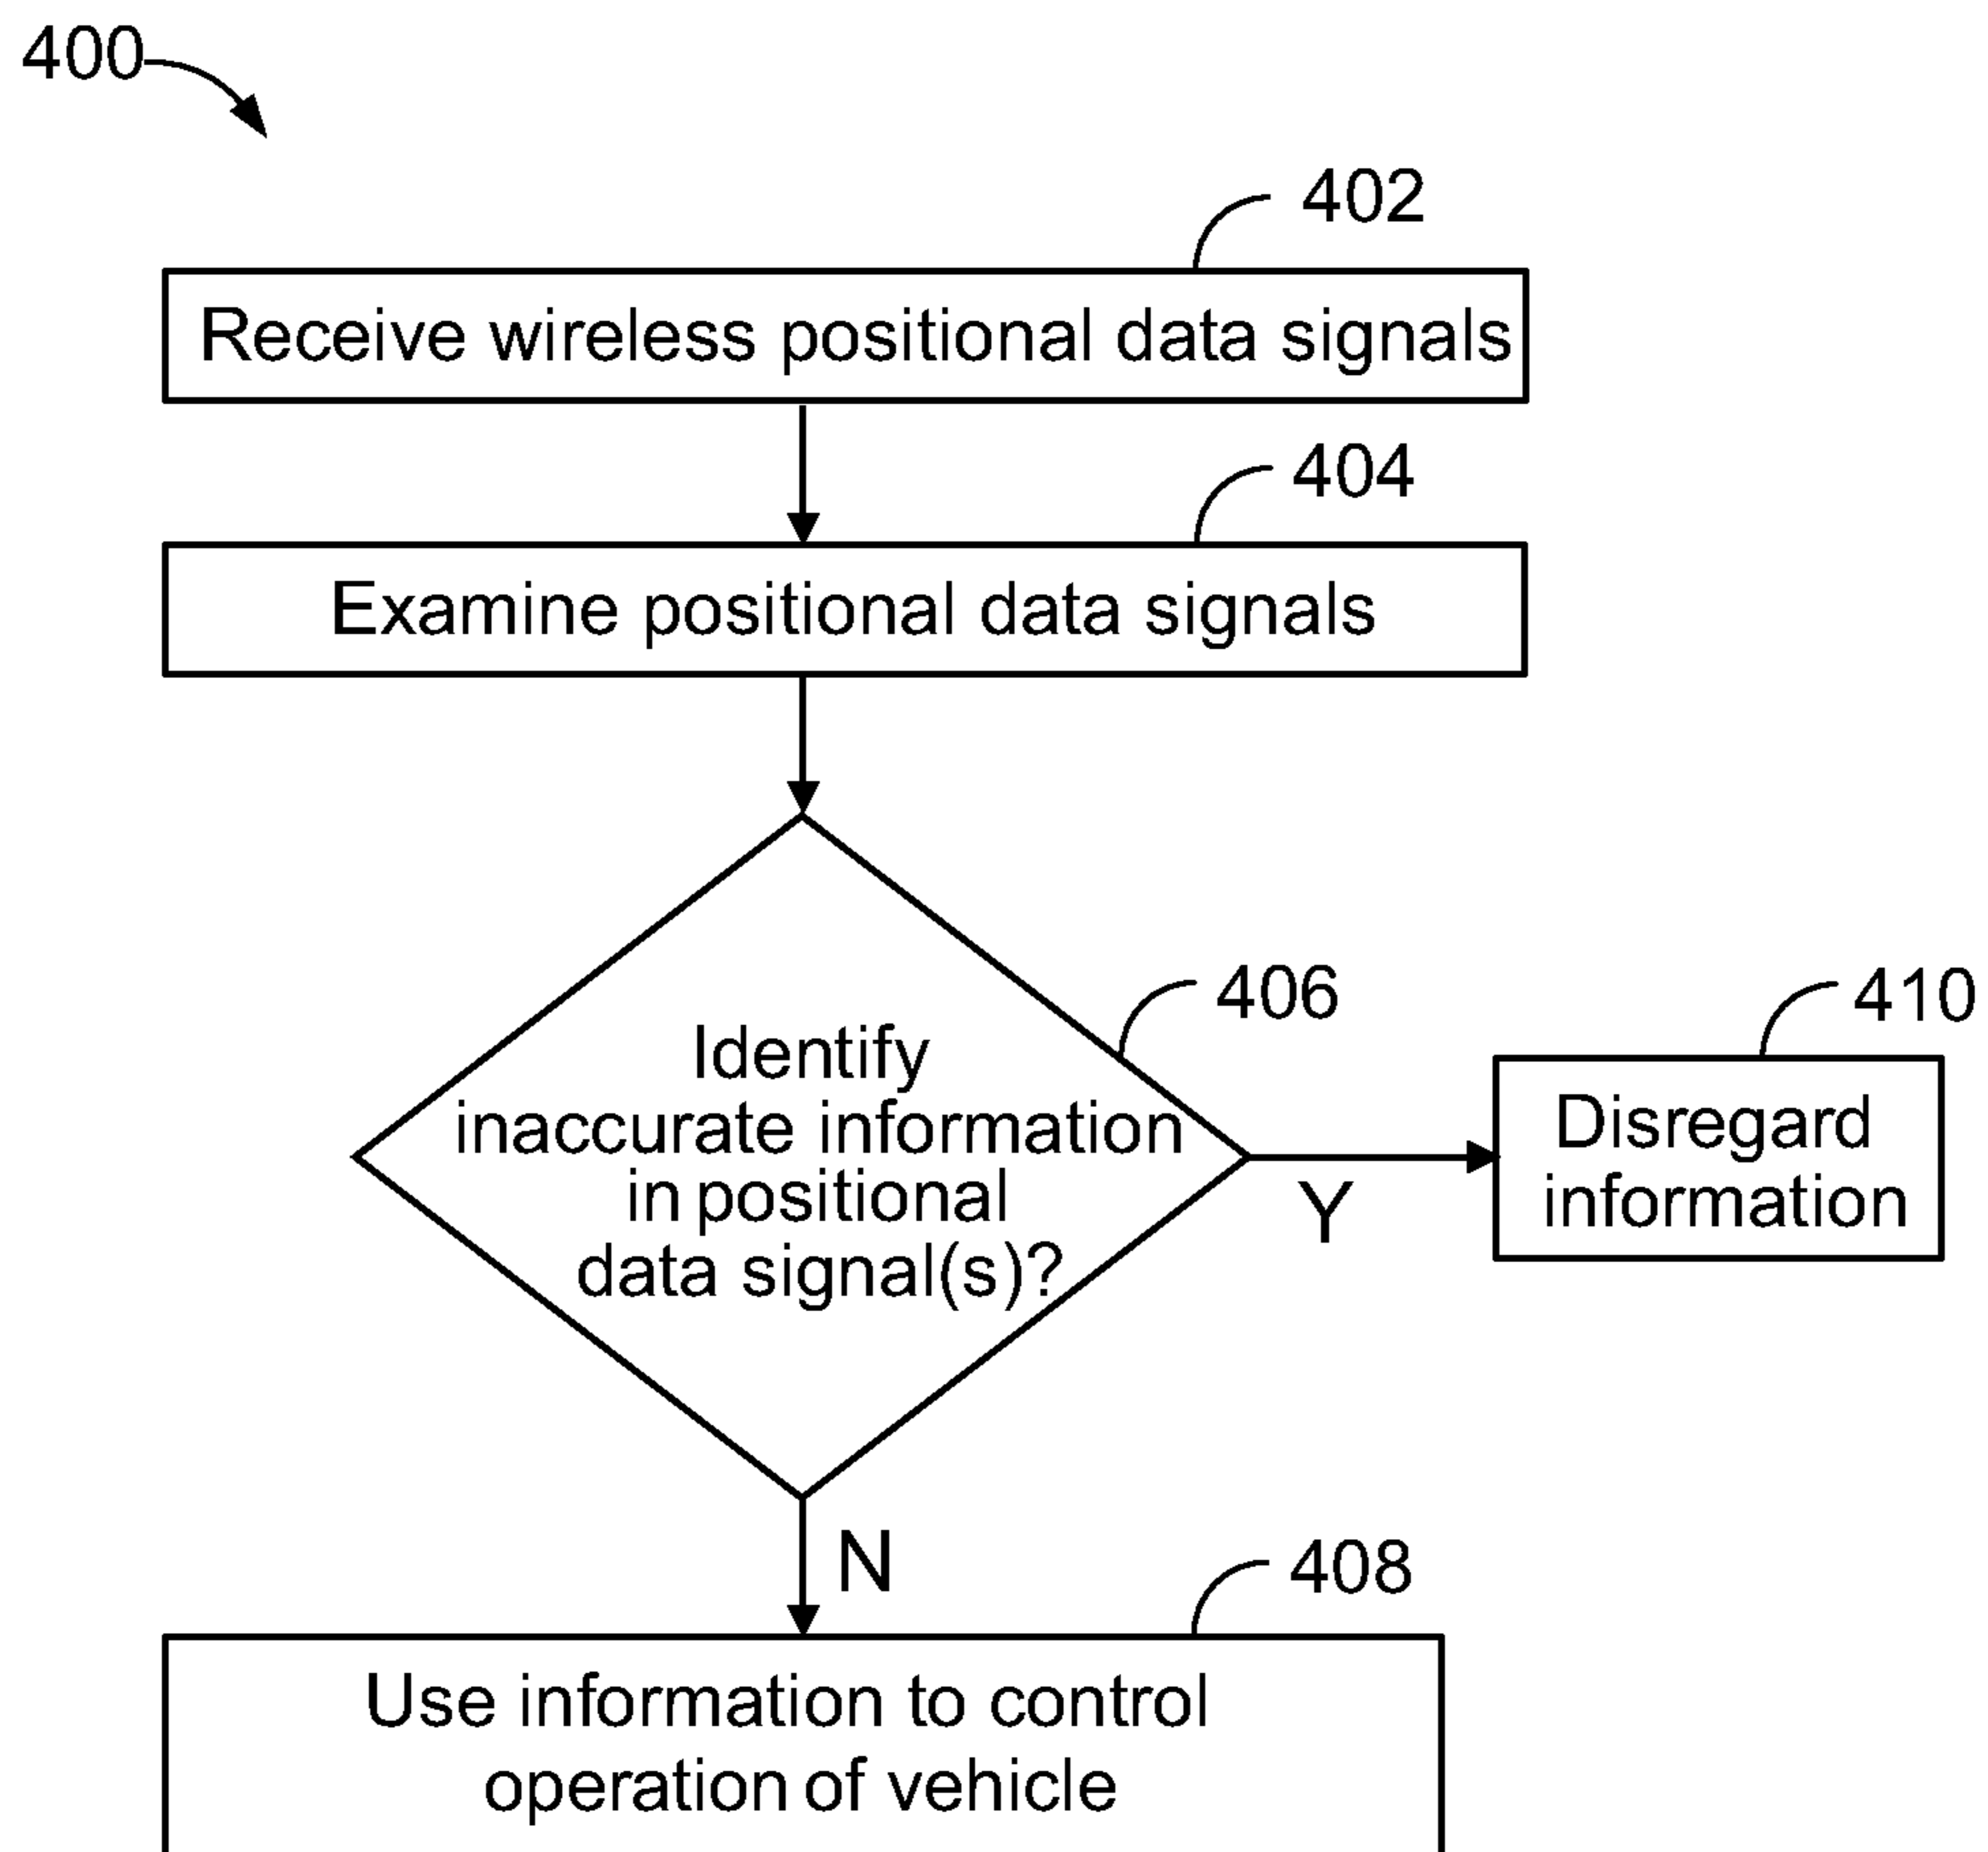 400
402
Receive wireless positional data signals
404
Examine positional data signals
406
Identify
inaccurate information
in positional
data signal(s)?
Y
410
Disregard
information
N
408
Use information to control
operation of vehicle